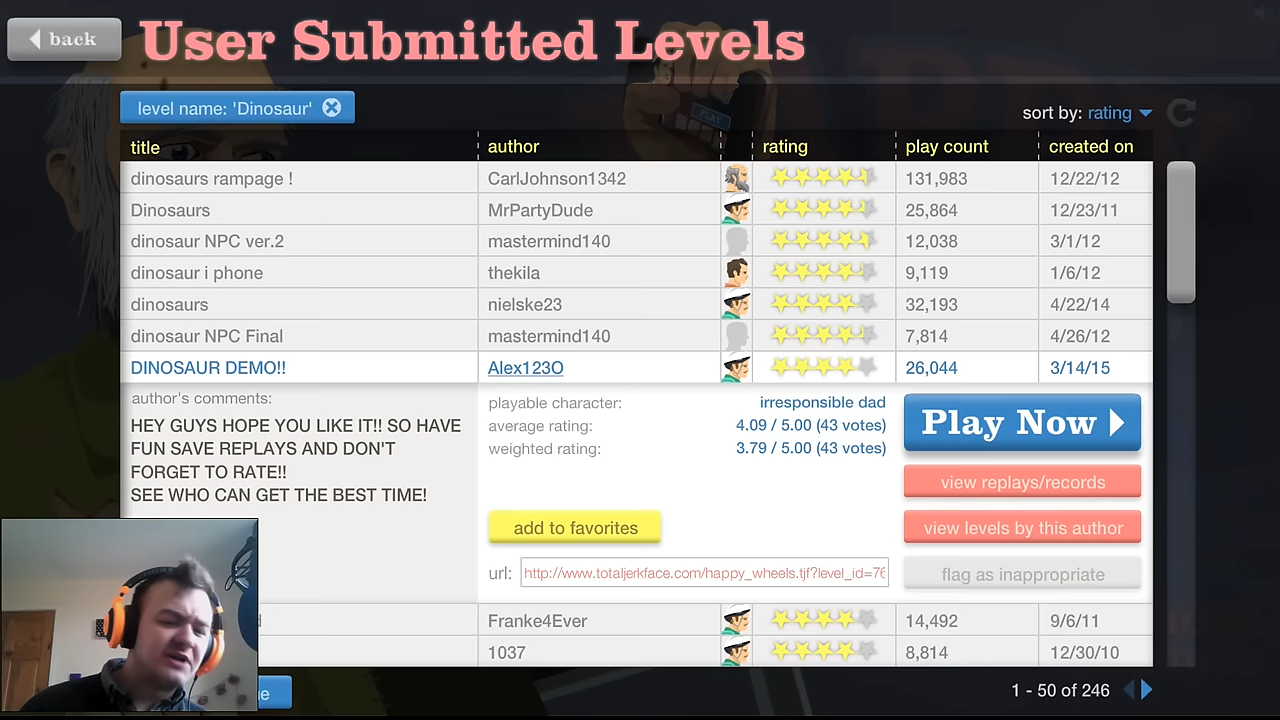 back
User Submitted Levels
level name: 'Dinosaur'
sort by: rating
title author rating play count created on
dinosaurs rampage ! CarlJohnson1342 131,983 12/22/12
Dinosaurs MrPartyDude 25,864 12/23/11
dinosaur NPC ver.2 mastermind140 12,038 3/1/12
dinosaur i phone thekila 9,119 1/6/12
dinosaurs nielske23 32,193 4/22/14
dinosaur NPC Final mastermind140 7,814 4/26/12
DINOSAUR DEMO!! Alex123O 26,044 3/14/15
author's comments:
HEY GUYS HOPE YOU LIKE IT!! SO HAVE
FUN SAVE REPLAYS AND DON'T
FORGET TO RATE!!
SEE WHO CAN GET THE BEST TIME!
playable character: irresponsible dad
average rating: 4.09 / 5.00 (43 votes)
weighted rating: 3.79 / 5.00 (43 votes)
add to favorites
url: http://www.totaljerkface.com/happy_wheels.tjf?level_id=76
Play Now
view replays/records
view levels by this author
flag as inappropriate
Franke4Ever 14,492 9/6/11
1037 8,814 12/30/10
1 - 50 of 246